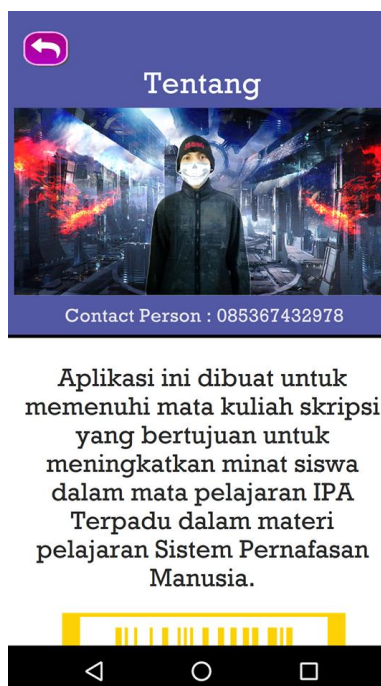 Tentang
Contact Person : 085367432978
Aplikasi ini dibuat untuk
memenuhi mata kuliah skripsi
yang bertujuan untuk
meningkatkan minat siswa
dalam mata pelajaran IPA
Terpadu dalam materi
pelajaran Sistem Pernafasan
Manusia.